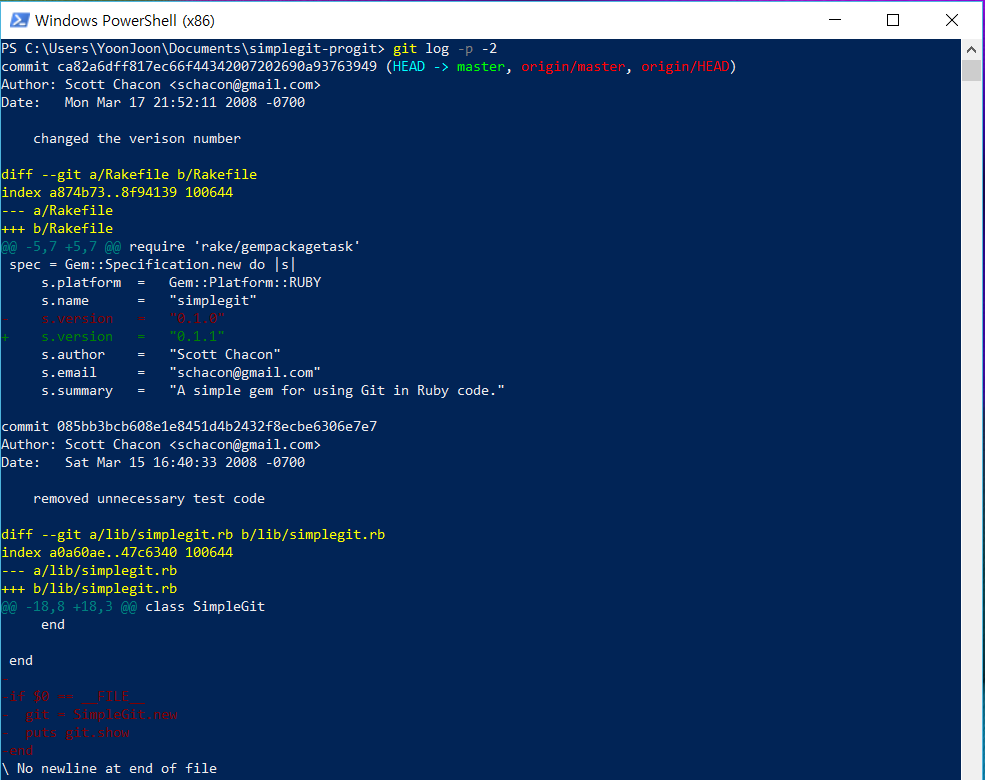 Windows PowerShell (x86)
PS C:\Users\YoonJoon\Documents\simplegit-progit> git log -p -2
commit ca82a6dff817ec66f44342007202690a93763949 (HEAD -> master, origin/master, origin/HEAD)
Author: Scott Chacon <schacon@gmail.com>
Date:   Mon Mar 17 21:52:11 2008 -0700

    changed the verison number

diff --git a/Rakefile b/Rakefile
index a874b73..8f94139 100644
--- a/Rakefile
+++ b/Rakefile
@@ -5,7 +5,7 @@ require 'rake/gempackagetask'
 spec = Gem::Specification.new do |s|
     s.platform  =   Gem::Platform::RUBY
     s.name      =   "simplegit"
-    s.version   =   "0.1.0"
+    s.version   =   "0.1.1"
     s.author    =   "Scott Chacon"
     s.email     =   "schacon@gmail.com"
     s.summary   =   "A simple gem for using Git in Ruby code."

commit 085bb3bcb608e1e8451d4b2432f8ecbe6306e7e7
Author: Scott Chacon <schacon@gmail.com>
Date:   Sat Mar 15 16:40:33 2008 -0700

    removed unnecessary test code

diff --git a/lib/simplegit.rb b/lib/simplegit.rb
index a0a60ae..47c6340 100644
--- a/lib/simplegit.rb
+++ b/lib/simplegit.rb
@@ -18,8 +18,3 @@ class SimpleGit
     end

 end
-
-if $0 == __FILE__
-  git = SimpleGit.new
-  puts git.show
-end
\ No newline at end of file